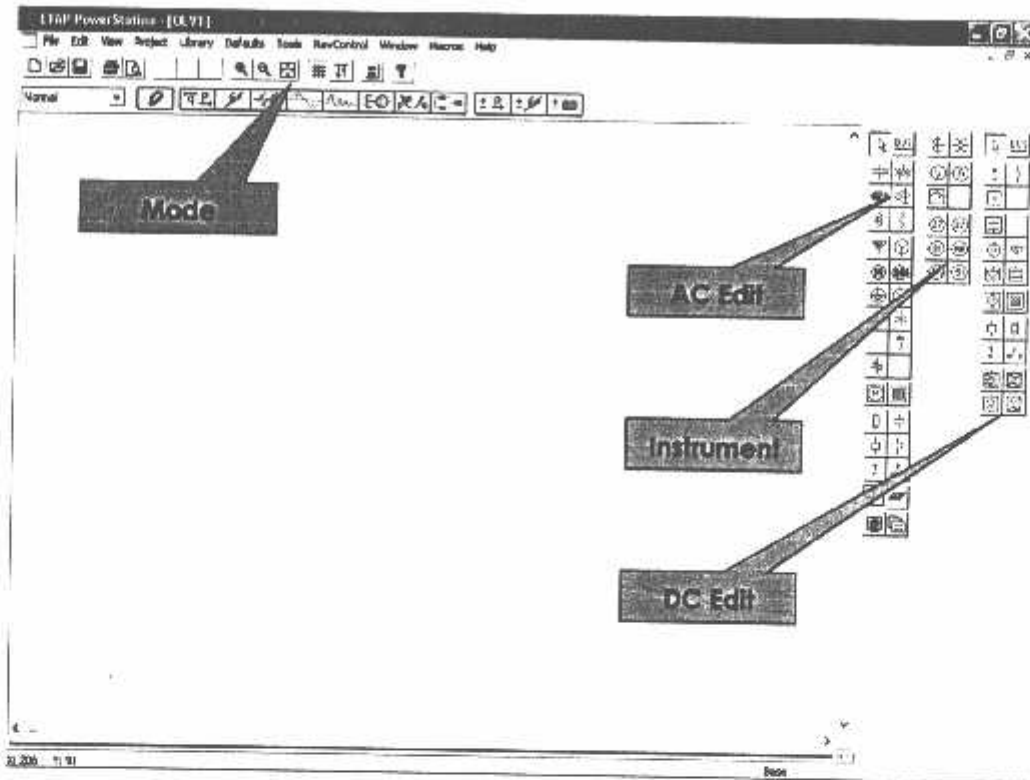 ETAP PowerStation - [OLV1]
File Edit View Project Library Defaults Tools RevControl Window Macros Help
Normal
Mode
AC Edit
Instrument
DC Edit
Base